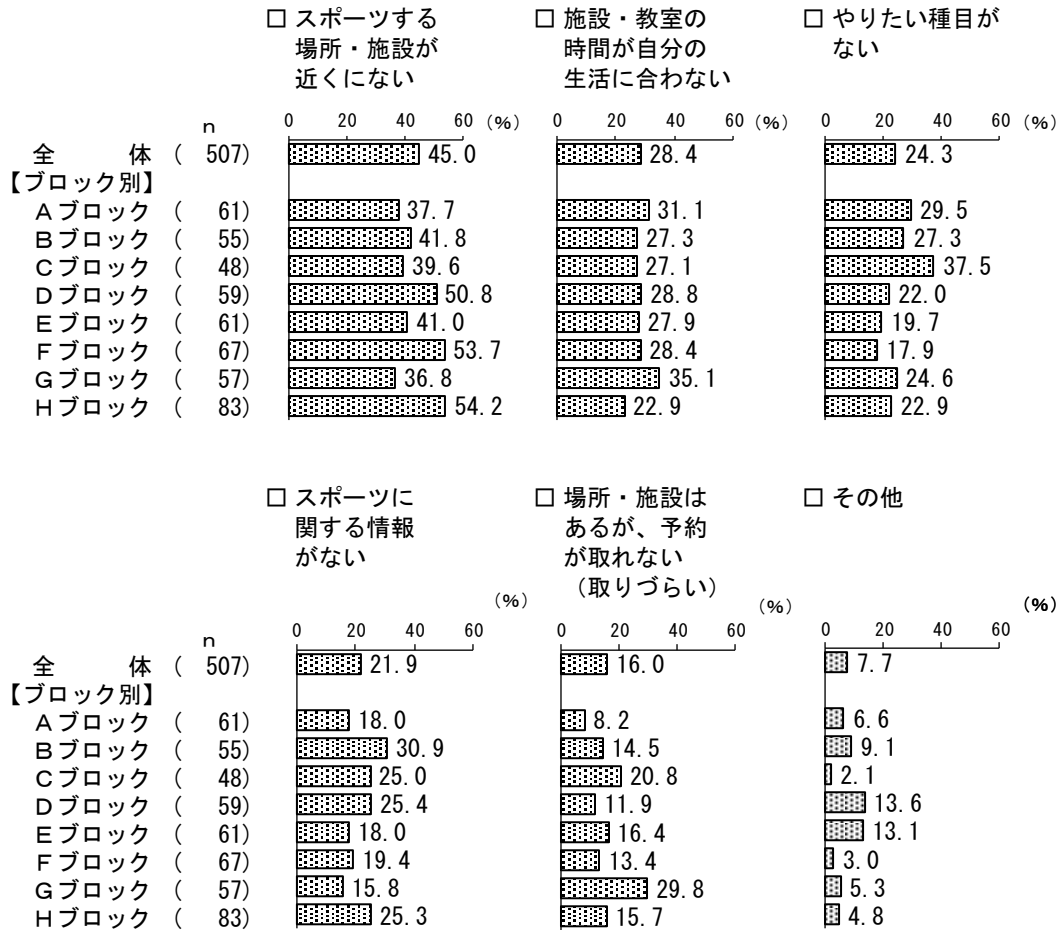 □ スポーツする
場所・施設が
近くにない
□ 施設・教室の
時間が自分の
生活に合わない
□ やりたい種目が
ない
n 0 20 40 60 (%) 0 20 40 60 (%) 0 20 40 60 (%)
全 体 ( 507) 45.0 28.4 24.3
【ブロック別】
Aブロック ( 61) 37.7 31.1 29.5
Bブロック ( 55) 41.8 27.3 27.3
Cブロック ( 48) 39.6 27.1 37.5
Dブロック ( 59) 50.8 28.8 22.0
Eブロック ( 61) 41.0 27.9 19.7
Fブロック ( 67) 53.7 28.4 17.9
Gブロック ( 57) 36.8 35.1 24.6
Hブロック ( 83) 54.2 22.9 22.9
□ スポーツに
関する情報
がない
□ 場所・施設は
あるが、予約
が取れない
(取りづらい)
□ その他
(%) (%) (%)
n 0 20 40 60 0 20 40 60 0 20 40 60
全 体 ( 507) 21.9 16.0 7.7
【ブロック別】
Aブロック ( 61) 18.0 8.2 6.6
Bブロック ( 55) 30.9 14.5 9.1
Cブロック ( 48) 25.0 20.8 2.1
Dブロック ( 59) 25.4 11.9 13.6
Eブロック ( 61) 18.0 16.4 13.1
Fブロック ( 67) 19.4 13.4 3.0
Gブロック ( 57) 15.8 29.8 5.3
Hブロック ( 83) 25.3 15.7 4.8